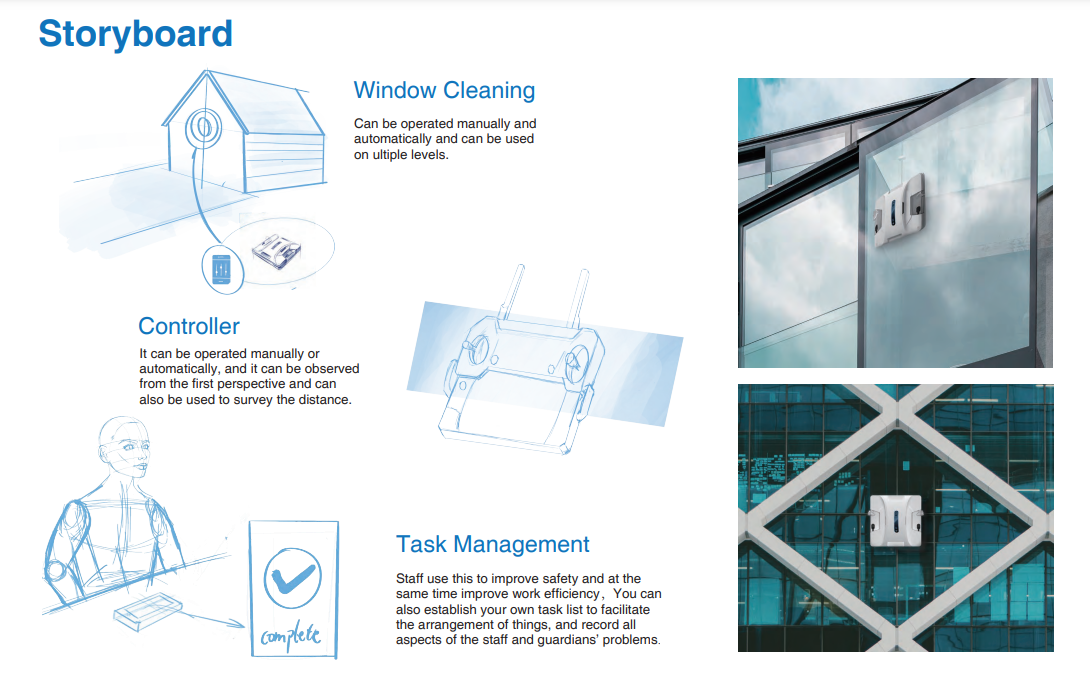 Storyboard
Window Cleaning
Can be operated manually and
automatically and can be used
on ultiple levels.
Controller
It can be operated manually or
automatically, and it can be observed
from the first perspective and can
also be used to survey the distance.
complete
Task Management
Staff use this to improve safety and at the
same time improve work efficiency，You can
also establish your own task list to facilitate
the arrangement of things, and record all
aspects of the staff and guardians' problems.